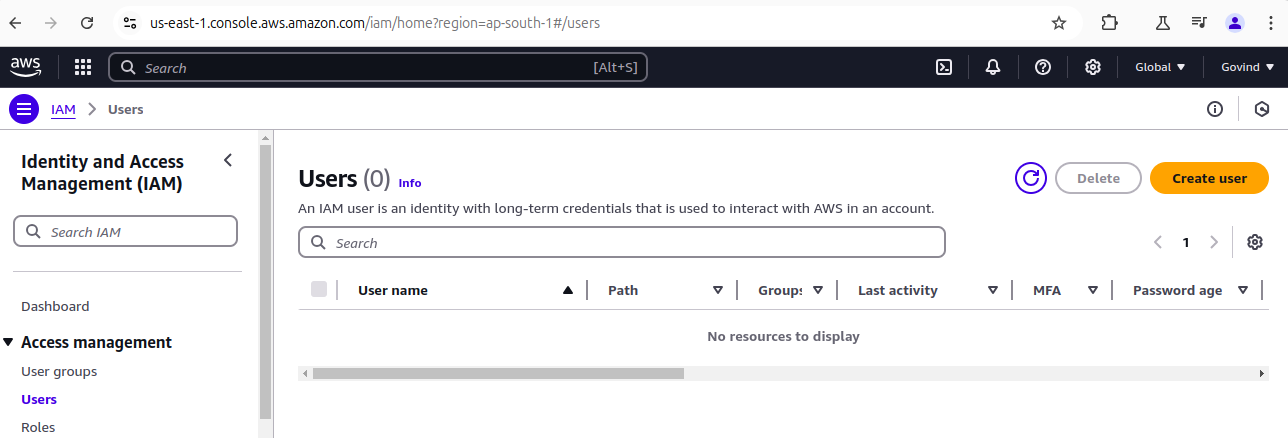 us-east-1.console.aws.amazon.com/iam/home?region=ap-south-1#/users
aws Search [Alt+S] Global Govind
IAM Users
Identity and Access
Management (IAM)
Search IAM
Dashboard
Access management
User groups
Users
Roles
Users (0) Info
Delete
Create user
An IAM user is an identity with long-term credentials that is used to interact with AWS in an account.
Search
1
User name Path Groups Last activity MFA Password age
No resources to display